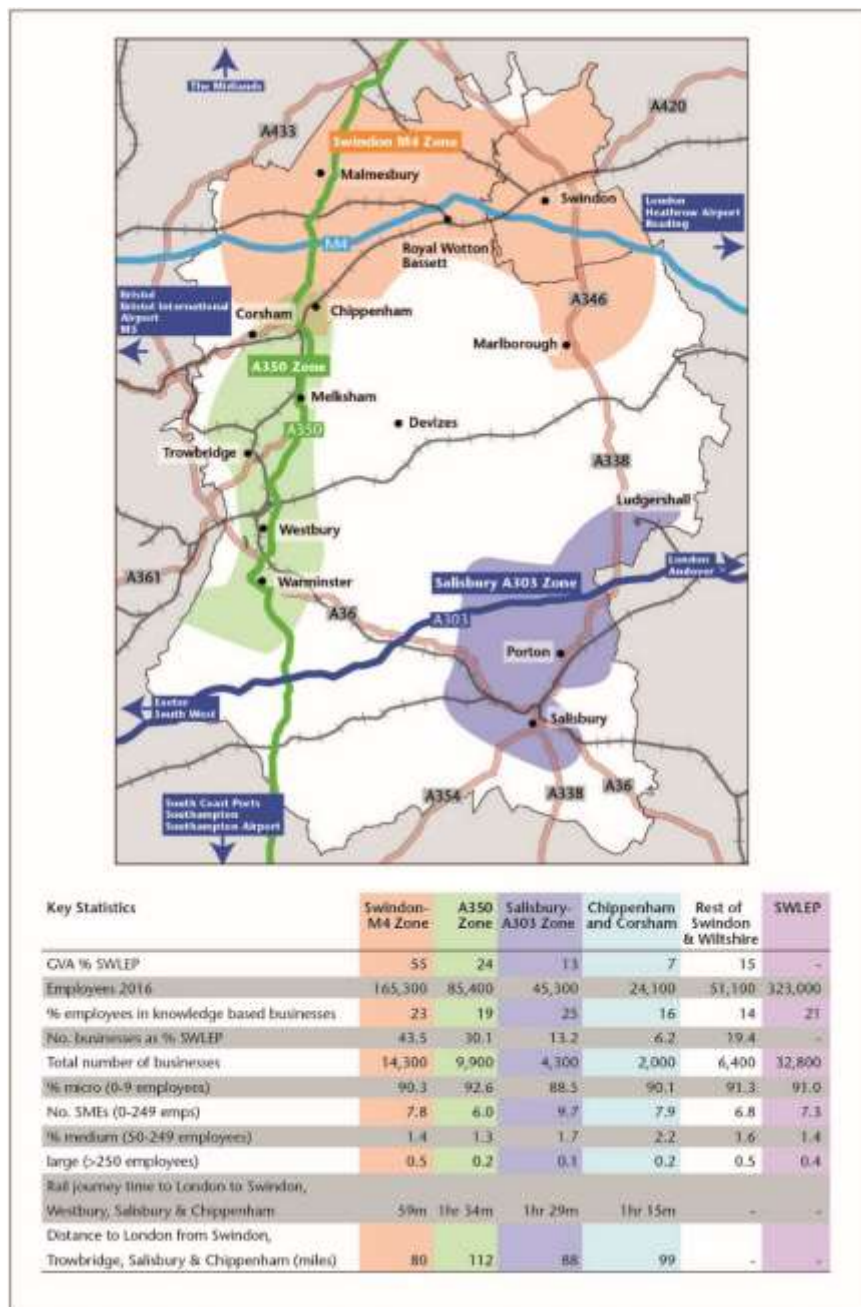 The Midlands
A433
A420
Swindon M4 Zone
Malmesbury
Swindon
London
Heathrow Airport
Reading
M4
Royal Wotton
Bassett
Bristol
Bristol International
Airport
M5
Corsham
Chippenham
A346
Marlborough
A350 Zone
Melksham
A350
Devizes
Trowbridge
A338
Ludgershall
Westbury
London
Andover
A361
Warminster
Salisbury A303 Zone
A36
A303
Porton
Exeter
South West
Salisbury
A354
A338
A36
South Coast Ports
Southampton
Southampton Airport
Key Statistics Swindon- A350 Salisbury- Chippenham Rest of SWLEP
M4 Zone Zone A303 Zone and Corsham Swindon
& Wiltshire
GVA % SWLEP 55 24 13 7 15 -
Employees 2016 165,300 85,400 45,300 24,100 51,100 323,000
% employees in knowledge based businesses 23 19 25 16 14 21
No. businesses as % SWLEP 43.5 30.1 13.2 6.2 19.4 -
Total number of businesses 14,300 9,900 4,300 2,000 6,400 32,800
% micro (0-9 employees) 90.3 92.6 88.5 90.1 91.3 91.0
No. SMEs (0-249 emps) 7.8 6.0 9.7 7.9 6.8 7.3
% medium (50-249 employees) 1.4 1.3 1.7 2.2 1.6 1.4
large (>250 employees) 0.5 0.2 0.1 0.2 0.5 0.4
Rail journey time to London to Swindon,
Westbury, Salisbury & Chippenham 59m 1hr 34m 1hr 29m 1hr 15m - -
Distance to London from Swindon,
Trowbridge, Salisbury & Chippenham (miles) 80 112 88 99 - -